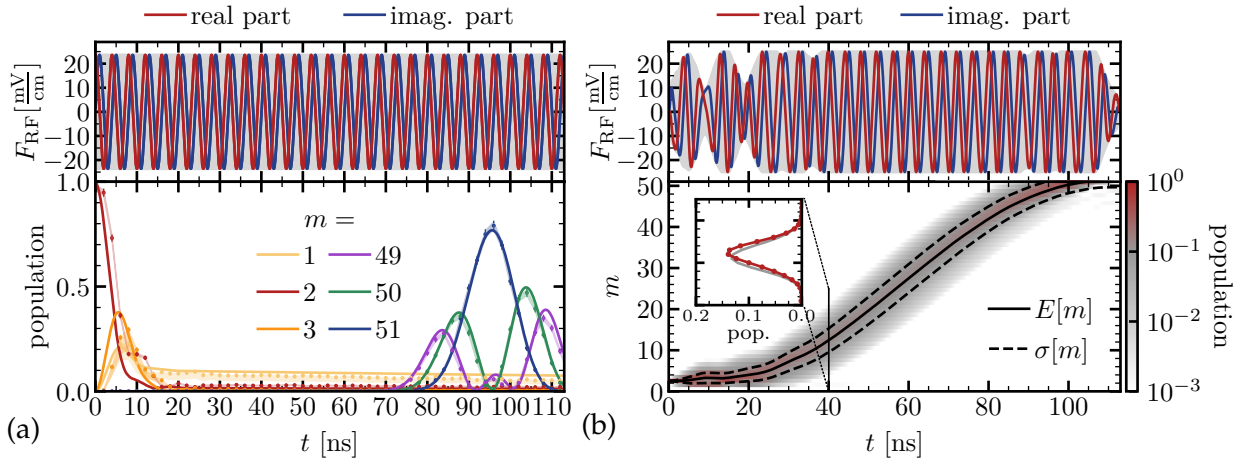 real part imag. part
F_RF [mV/cm]
20
10
0
−10
−20
population
1.0
0.5
0.0
m =
1 49
2 50
3 51
0 10 20 30 40 50 60 70 80 90 100 110
t [ns]
(a)
real part imag. part
F_RF [mV/cm]
20
10
0
−10
−20
m
50
40
30
20
10
0
0.2 0.1 0.0
pop.
E[m]
σ[m]
0 20 40 60 80 100
t [ns]
(b)
10^0
10^−1
10^−2
10^−3
population